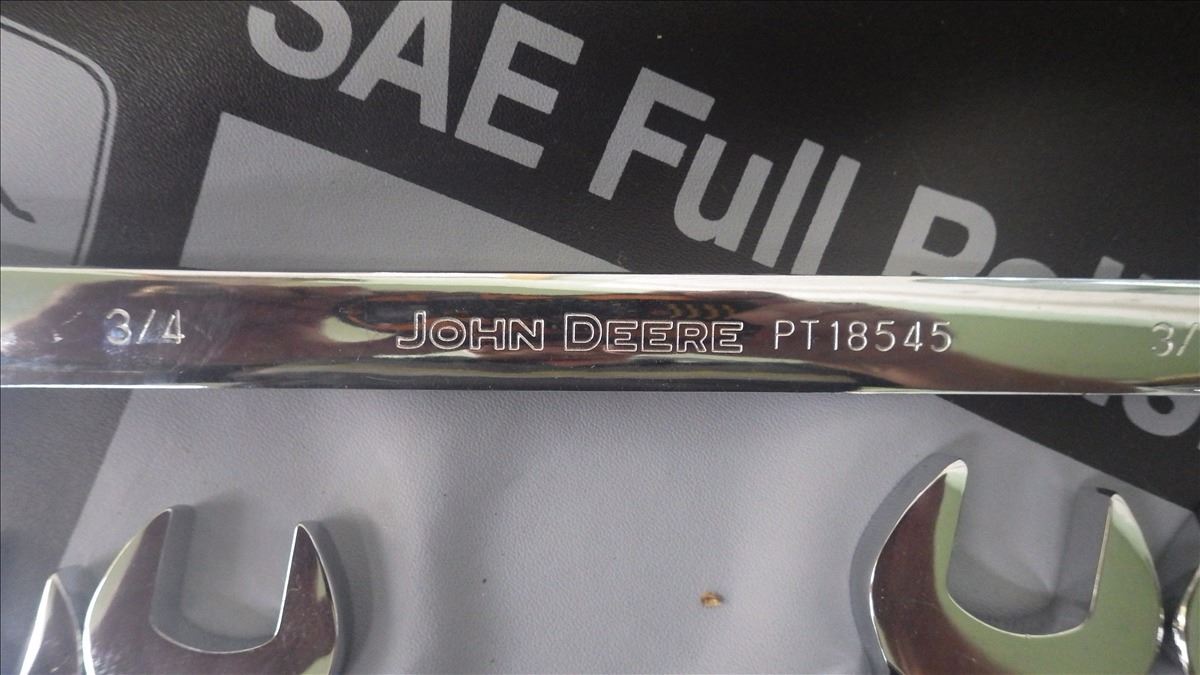 SAE Full
3/4 JOHN DEERE PT18545